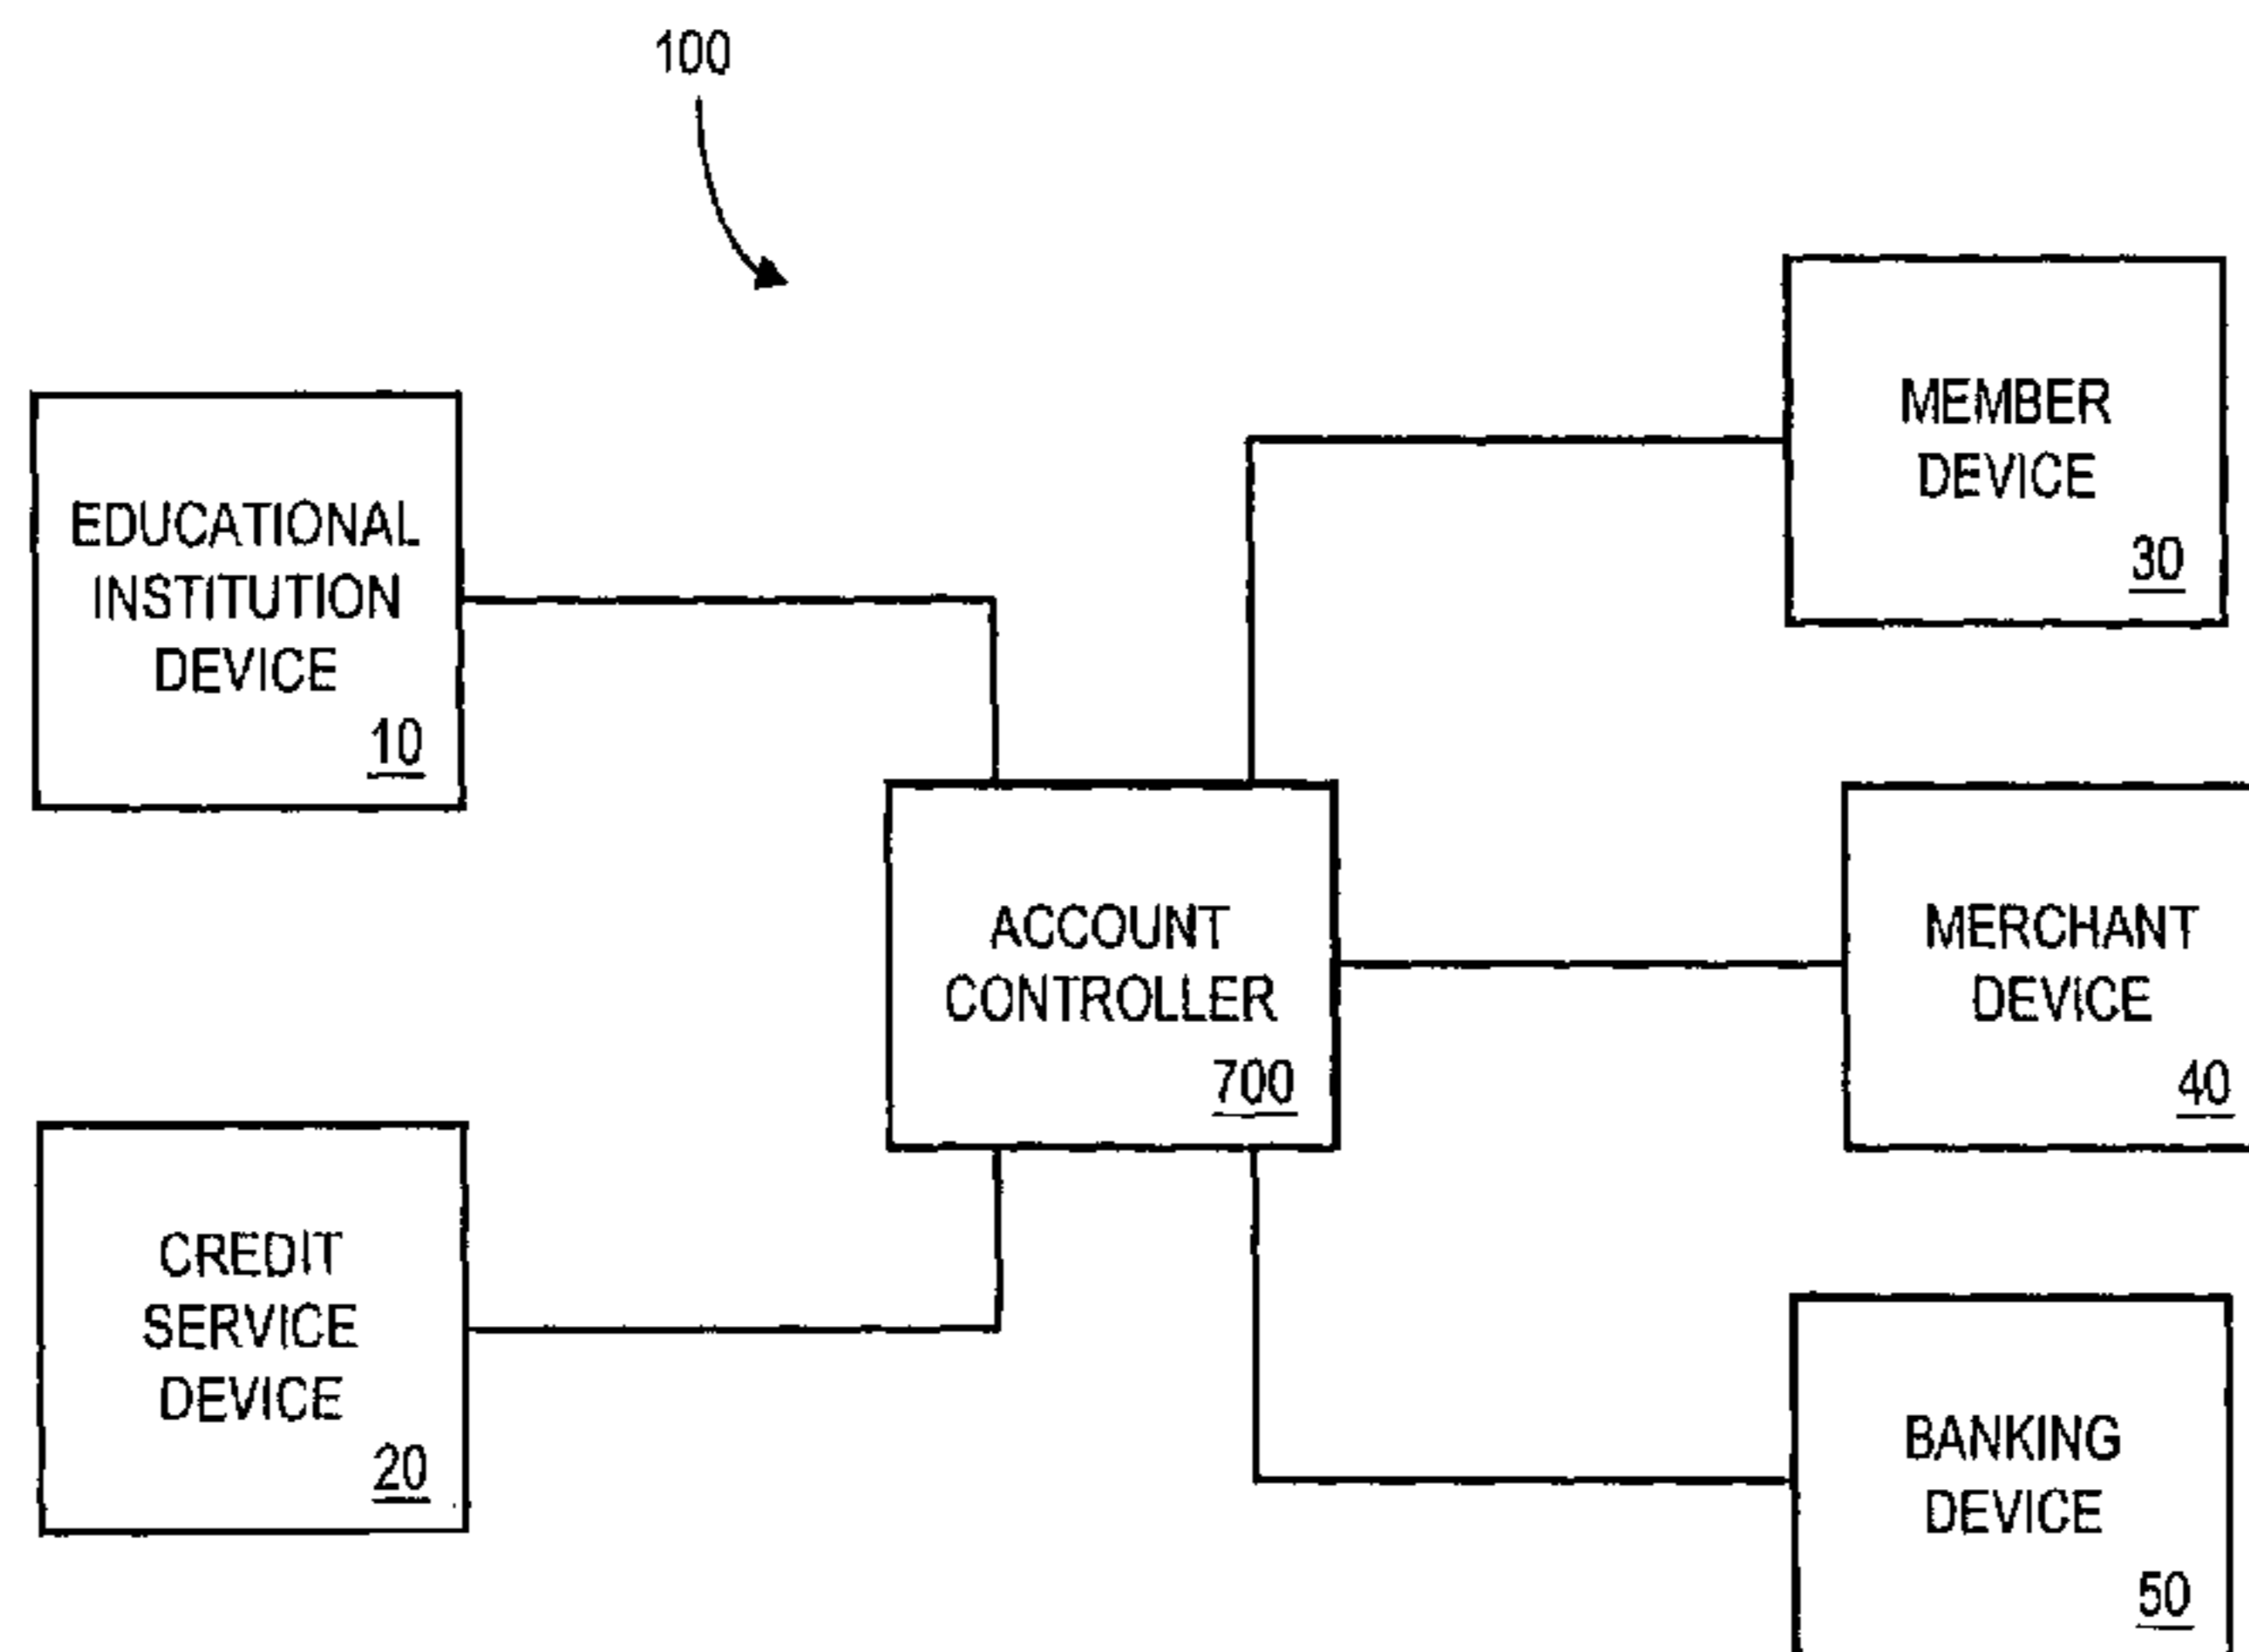 100
EDUCATIONAL
INSTITUTION
DEVICE
10
MEMBER
DEVICE
30
ACCOUNT
CONTROLLER
700
MERCHANT
DEVICE
40
CREDIT
SERVICE
DEVICE
20
BANKING
DEVICE
50